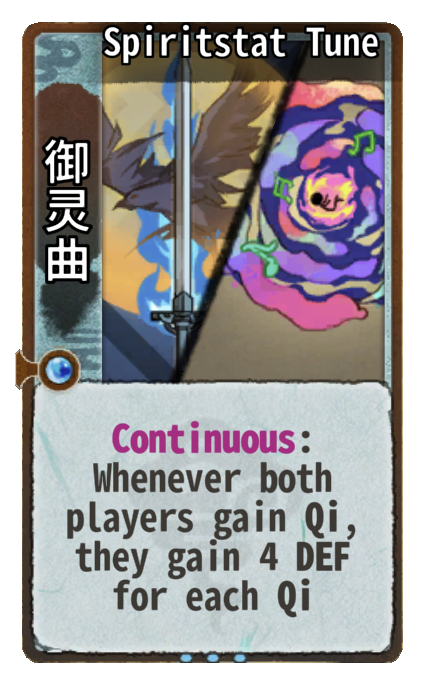 Spiritstat Tune
御灵曲
Continuous:
Whenever both
players gain Qi,
they gain 4 DEF
for each Qi